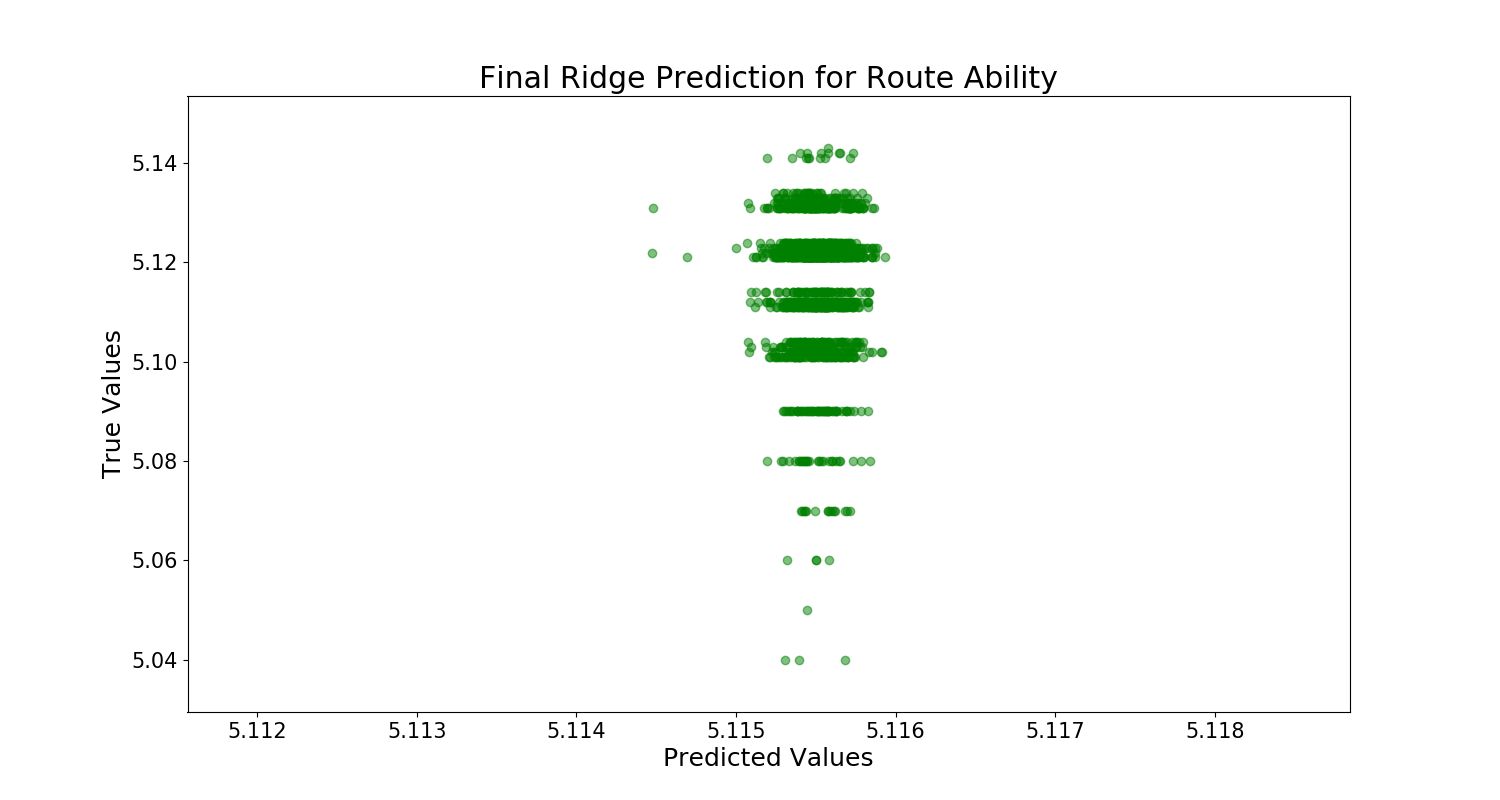 Final Ridge Prediction for Route Ability
True Values
5.14
5.12
5.10
5.08
5.06
5.04
5.112 5.113 5.114 5.115 5.116 5.117 5.118
Predicted Values